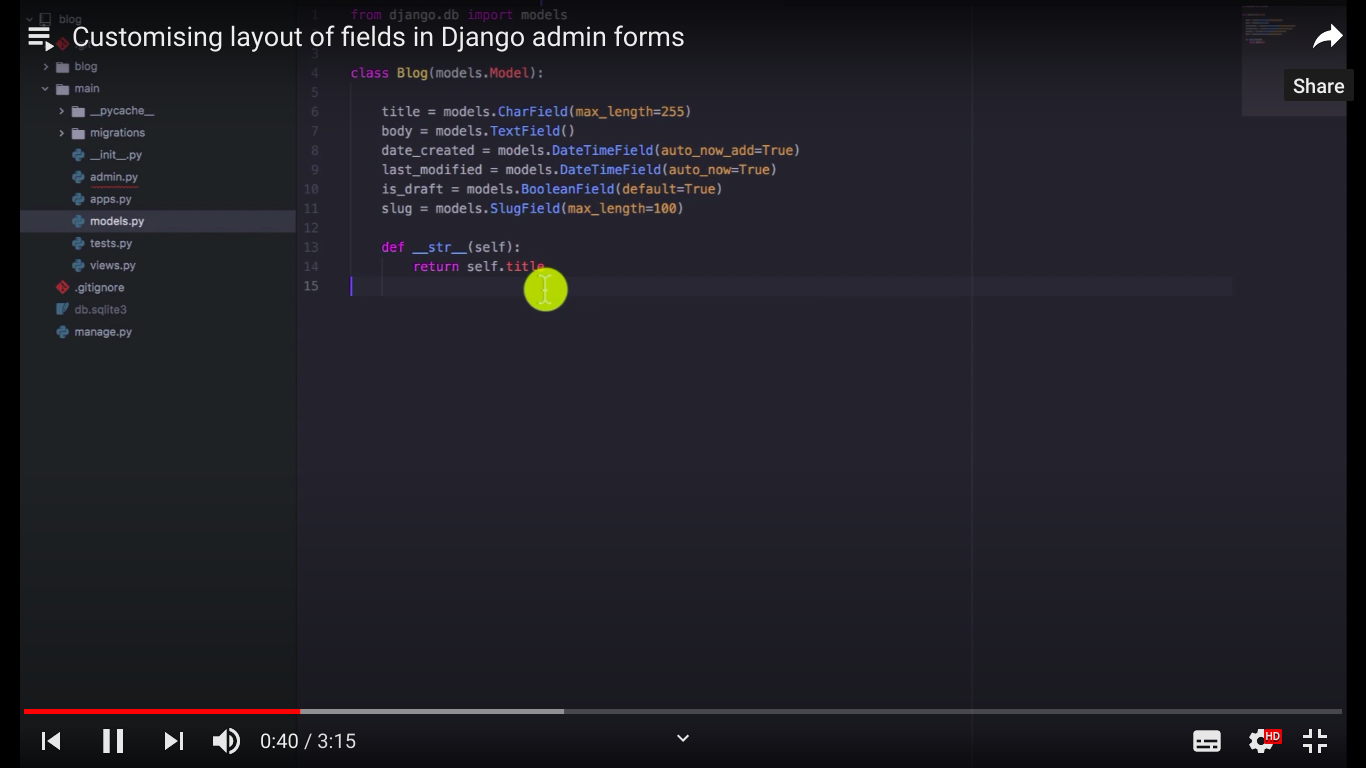 blog
Customising layout of fields in Django admin forms
Share
blog
main
__pycache__
migrations
__init__.py
admin.py
apps.py
models.py
tests.py
views.py
.gitignore
db.sqlite3
manage.py
1 from django.db import models
4 class Blog(models.Model):
5
6 title = models.CharField(max_length=255)
7 body = models.TextField()
8 date_created = models.DateTimeField(auto_now_add=True)
9 last_modified = models.DateTimeField(auto_now=True)
10 is_draft = models.BooleanField(default=True)
11 slug = models.SlugField(max_length=100)
12
13 def __str__(self):
14 return self.title
15
0:40 / 3:15
HD